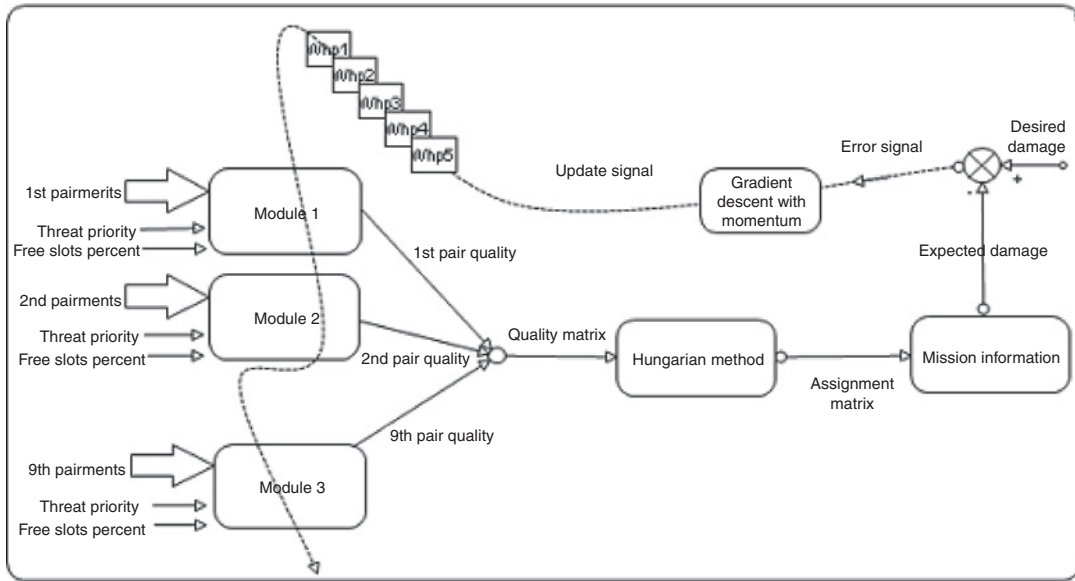 Whp1
Whp2
Whp3
Whp4
Whp5
Desired
damage
Error signal
Update signal
Gradient
descent with
momentum
+
-
1st pairmerits
Threat priority
Free slots percent
Module 1
1st pair quality
Expected damage
2nd pairments
Threat priority
Free slots percent
Module 2
2nd pair quality
Quality matrix
Hungarian method
Assignment
matrix
Mission information
9th pair quality
9th pairments
Threat priority
Free slots percent
Module 3